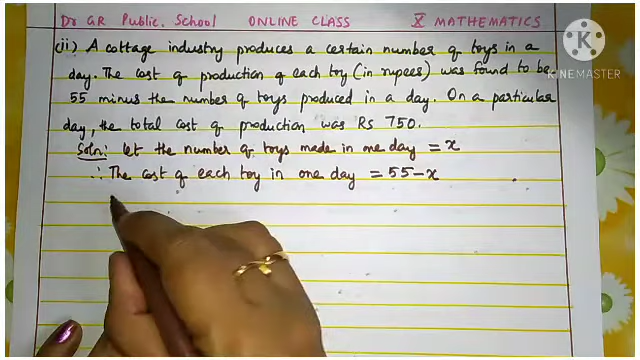 Dr GR Public. School ONLINE CLASS X MATHEMATICS
(ii) A cottage industry produces a certain number of toys in a
day. The cost of production of each toy (in rupees) was found to be
55 minus the number of toys produced in a day. On a particular
day, the total cost of production was RS 750.
Soln: let the number of toys made in one day = x
∴ The cost of each toy in one day = 55-x
KINEMASTER